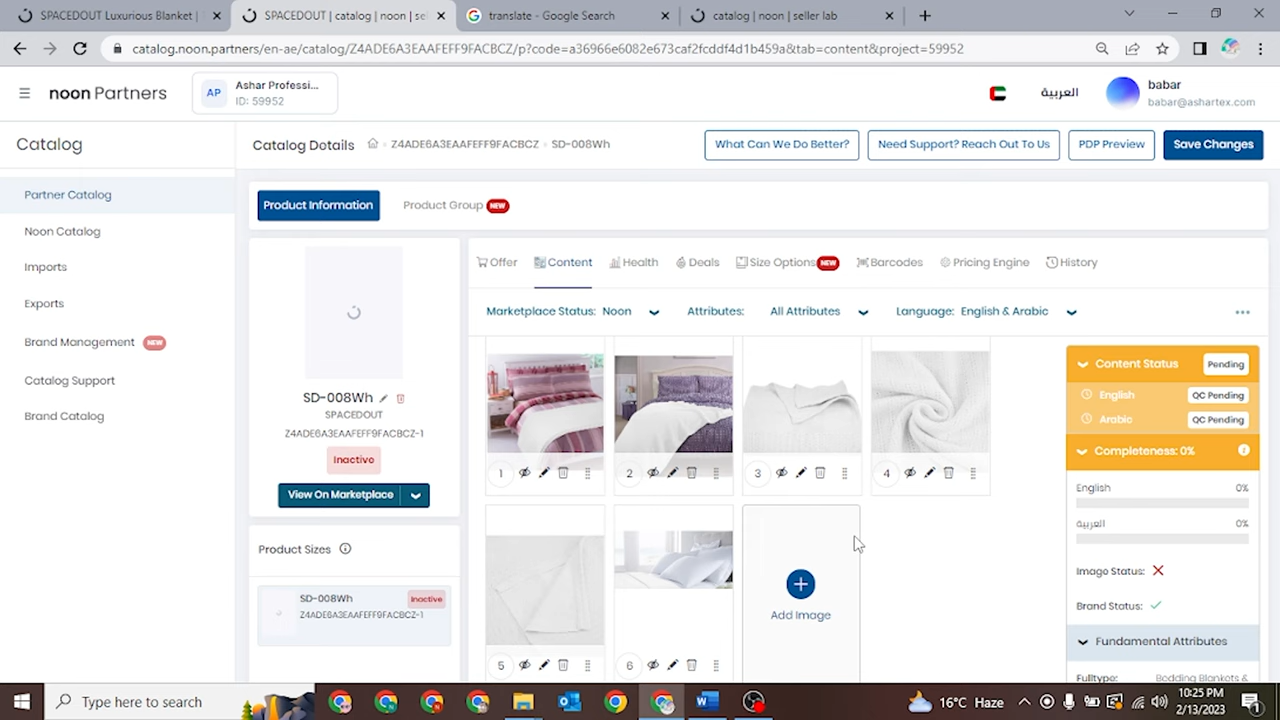 SPACEDOUT Luxurious Blanket |
SPACEDOUT | catalog | noon | sel
translate - Google Search
catalog | noon | seller lab
catalog.noon.partners/en-ae/catalog/Z4ADE6A3EAAFEFF9FACBCZ/p?code=a36966e6082e673caf2fcddf4d1b459a&tab=content&project=59952
noon Partners
AP
Ashar Professi...
ID: 59952
العربية
babar
babar@ashartex.com
Catalog
Partner Catalog
Noon Catalog
Imports
Exports
Brand Management NEW
Catalog Support
Brand Catalog
Catalog Details
Z4ADE6A3EAAFEFF9FACBCZ
SD-008Wh
What Can We Do Better?
Need Support? Reach Out To Us
PDP Preview
Save Changes
Product Information
Product Group NEW
SD-008Wh
SPACEDOUT
Z4ADE6A3EAAFEFF9FACBCZ-1
Inactive
View On Marketplace
Product Sizes
SD-008Wh
Inactive
Z4ADE6A3EAAFEFF9FACBCZ-1
Offer
Content
Health
Deals
Size Options NEW
Barcodes
Pricing Engine
History
Marketplace Status: Noon
Attributes: All Attributes
Language: English & Arabic
1
2
3
4
5
6
Add Image
Content Status Pending
English QC Pending
Arabic QC Pending
Completeness: 0%
English 0%
العربية 0%
Image Status:
Brand Status:
Fundamental Attributes
Fulltype: Bedding Blankets &
Type here to search
16°C Haze
10:25 PM
2/13/2023
1